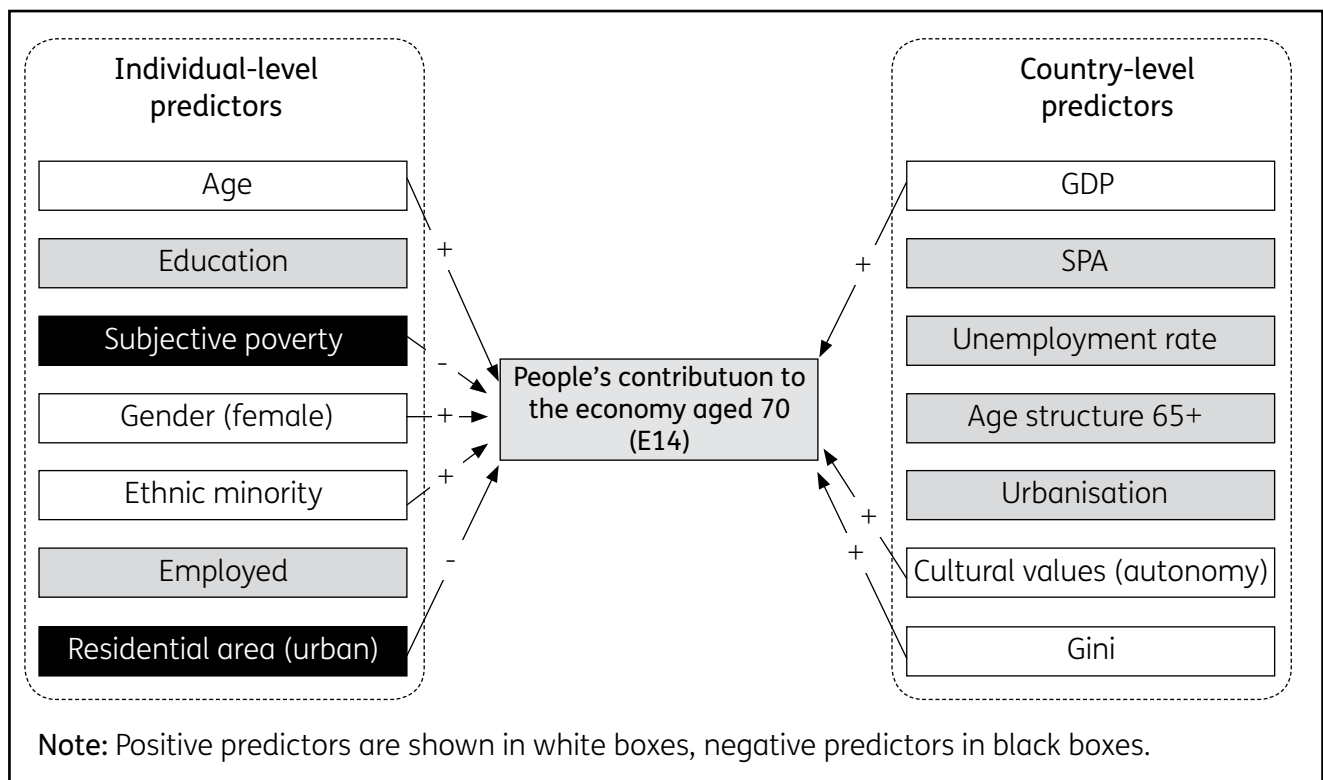 Individual-level
predictors
Age
Education
Subjective poverty
Gender (female)
Ethnic minority
Employed
Residential area (urban)
+
-
+
+
-
People's contributuon to
the economy aged 70
(E14)
Country-level
predictors
GDP
SPA
Unemployment rate
Age structure 65+
Urbanisation
Cultural values (autonomy)
Gini
+
+
+
Note: Positive predictors are shown in white boxes, negative predictors in black boxes.